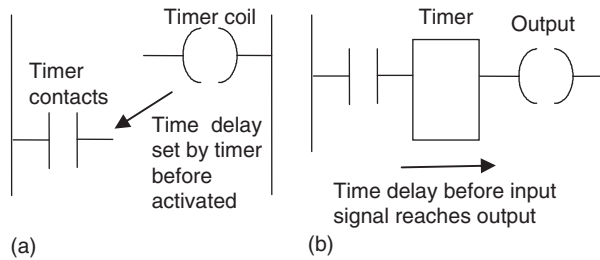 Timer coil
Timer
contacts
Time delay
set by timer
before
activated
(a)
Timer
Output
Time delay before input
signal reaches output
(b)